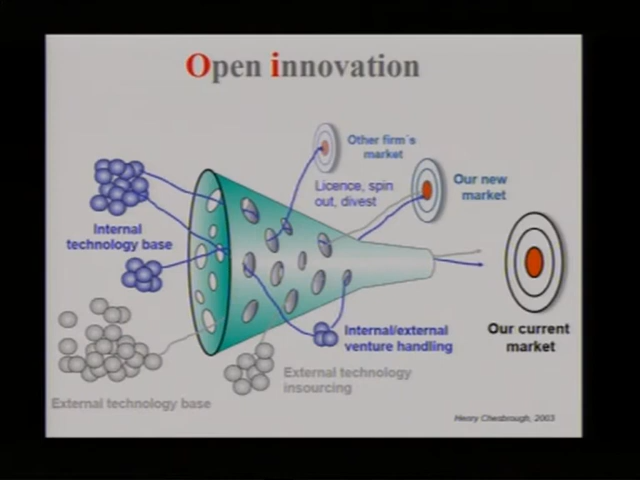 Open innovation
Other firm´s
market
Licence, spin
out, divest
Our new
market
Internal
technology base
Our current
market
Internal/external
venture handling
External technology
insourcing
External technology base
Henry Chesbrough, 2003